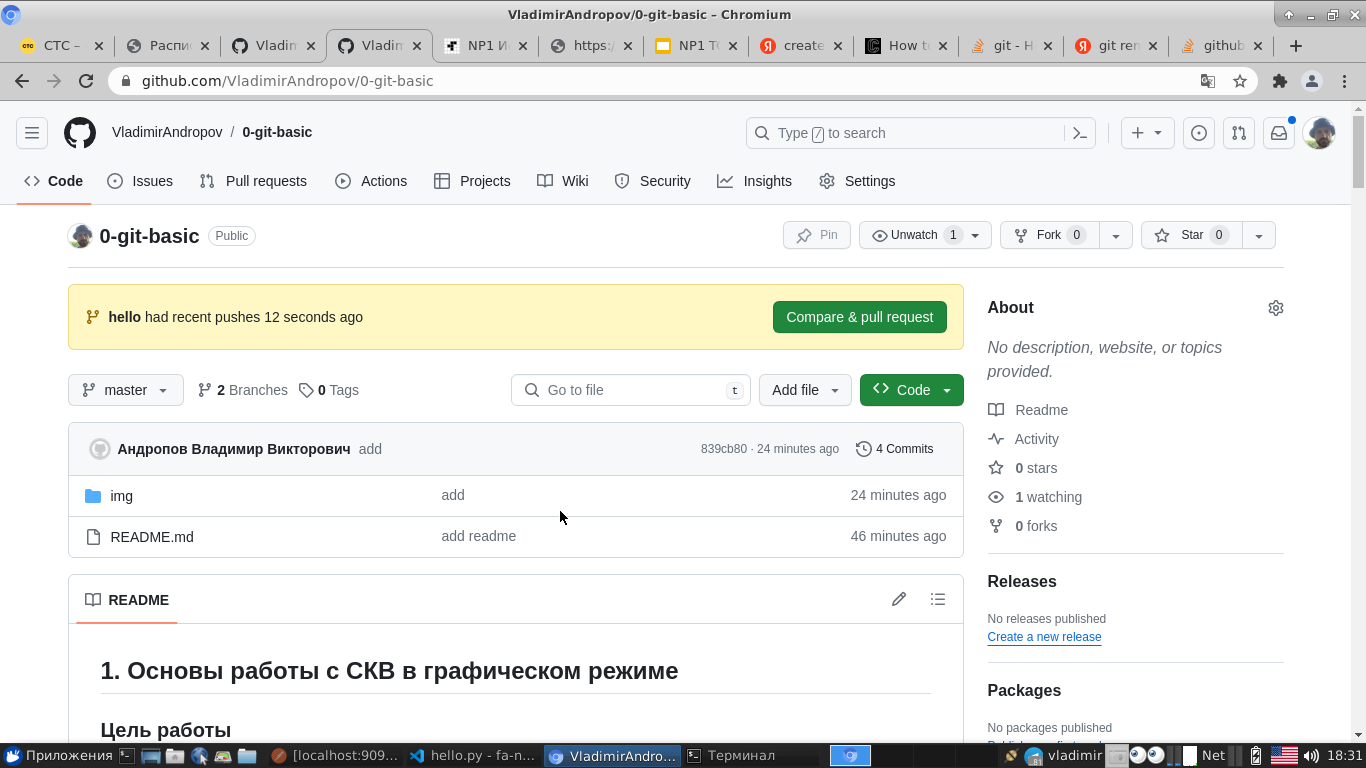 VladimirAndropov/0-git-basic – Chromium
СТС –
Распи
Vladim
Vladim
NP1 И
https:/
NP1 Т
create
How t
git - H
git ren
github
github.com/VladimirAndropov/0-git-basic
VladimirAndropov / 0-git-basic
Type / to search
Code Issues Pull requests Actions Projects Wiki Security Insights Settings
0-git-basic Public
Pin Unwatch 1 Fork 0 Star 0
hello had recent pushes 12 seconds ago
Compare & pull request
master 2 Branches 0 Tags
Go to file t Add file Code
Андропов Владимир Викторович add 839cb80 · 24 minutes ago 4 Commits
img add 24 minutes ago
README.md add readme 46 minutes ago
README
1. Основы работы с СКВ в графическом режиме
Цель работы
About
No description, website, or topics
provided.
Readme
Activity
0 stars
1 watching
0 forks
Releases
No releases published
Create a new release
Packages
No packages published
Приложения [localhost:909... hello.py - fa-n... VladimirAndro... Терминал 81 vladimir Net 18:31